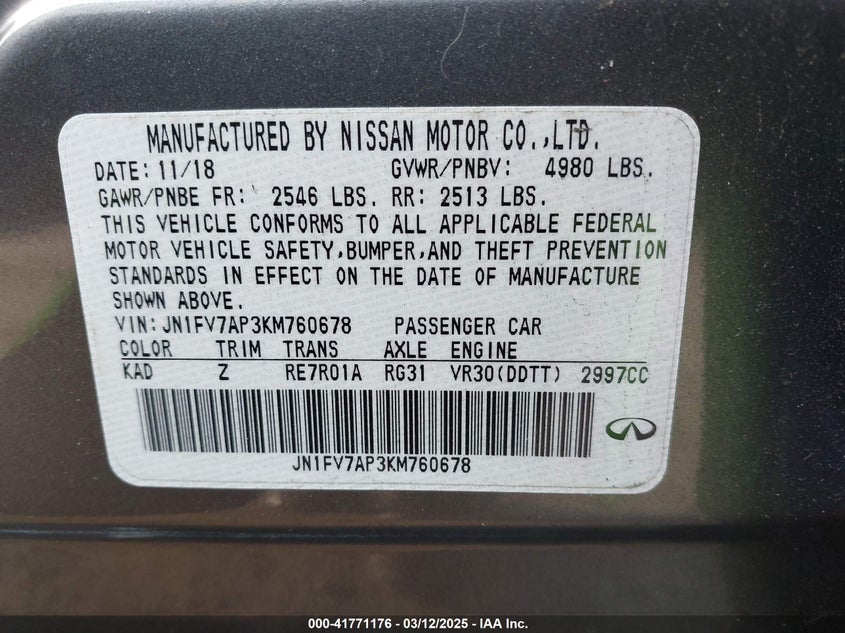 MANUFACTURED BY NISSAN MOTOR CO.,LTD.
DATE: 11/18 GVWR/PNBV: 4980 LBS.
GAWR/PNBE FR: 2546 LBS. RR: 2513 LBS.
THIS VEHICLE CONFORMS TO ALL APPLICABLE FEDERAL
MOTOR VEHICLE SAFETY,BUMPER,AND THEFT PREVENTION
STANDARDS IN EFFECT ON THE DATE OF MANUFACTURE
SHOWN ABOVE.
VIN: JN1FV7AP3KM760678 PASSENGER CAR
COLOR TRIM TRANS AXLE ENGINE
KAD Z RE7R01A RG31 VR30(DDTT) 2997CC
JN1FV7AP3KM760678
000-41771176 - 03/12/2025 - IAA Inc.